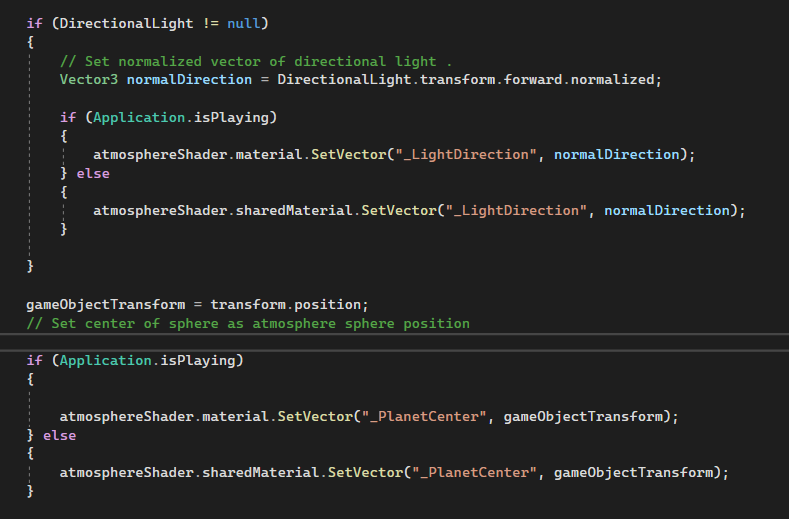 if (DirectionalLight != null)
{
// Set normalized vector of directional light .
Vector3 normalDirection = DirectionalLight.transform.forward.normalized;
if (Application.isPlaying)
{
atmosphereShader.material.SetVector("_LightDirection", normalDirection);
} else
{
atmosphereShader.sharedMaterial.SetVector("_LightDirection", normalDirection);
}
}
gameObjectTransform = transform.position;
// Set center of sphere as atmosphere sphere position
if (Application.isPlaying)
{
atmosphereShader.material.SetVector("_PlanetCenter", gameObjectTransform);
} else
{
atmosphereShader.sharedMaterial.SetVector("_PlanetCenter", gameObjectTransform);
}